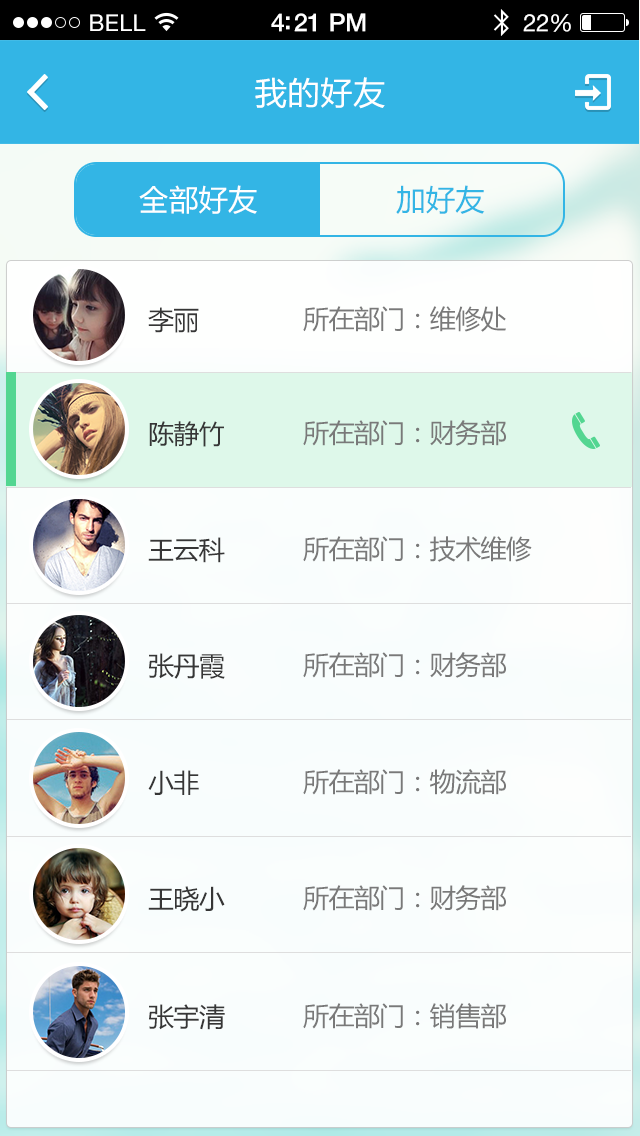 BELL 4:21 PM 22%
我的好友
全部好友 加好友
李丽 所在部门：维修处
陈静竹 所在部门：财务部
王云科 所在部门：技术维修
张丹霞 所在部门：财务部
小非 所在部门：物流部
王晓小 所在部门：财务部
张宇清 所在部门：销售部